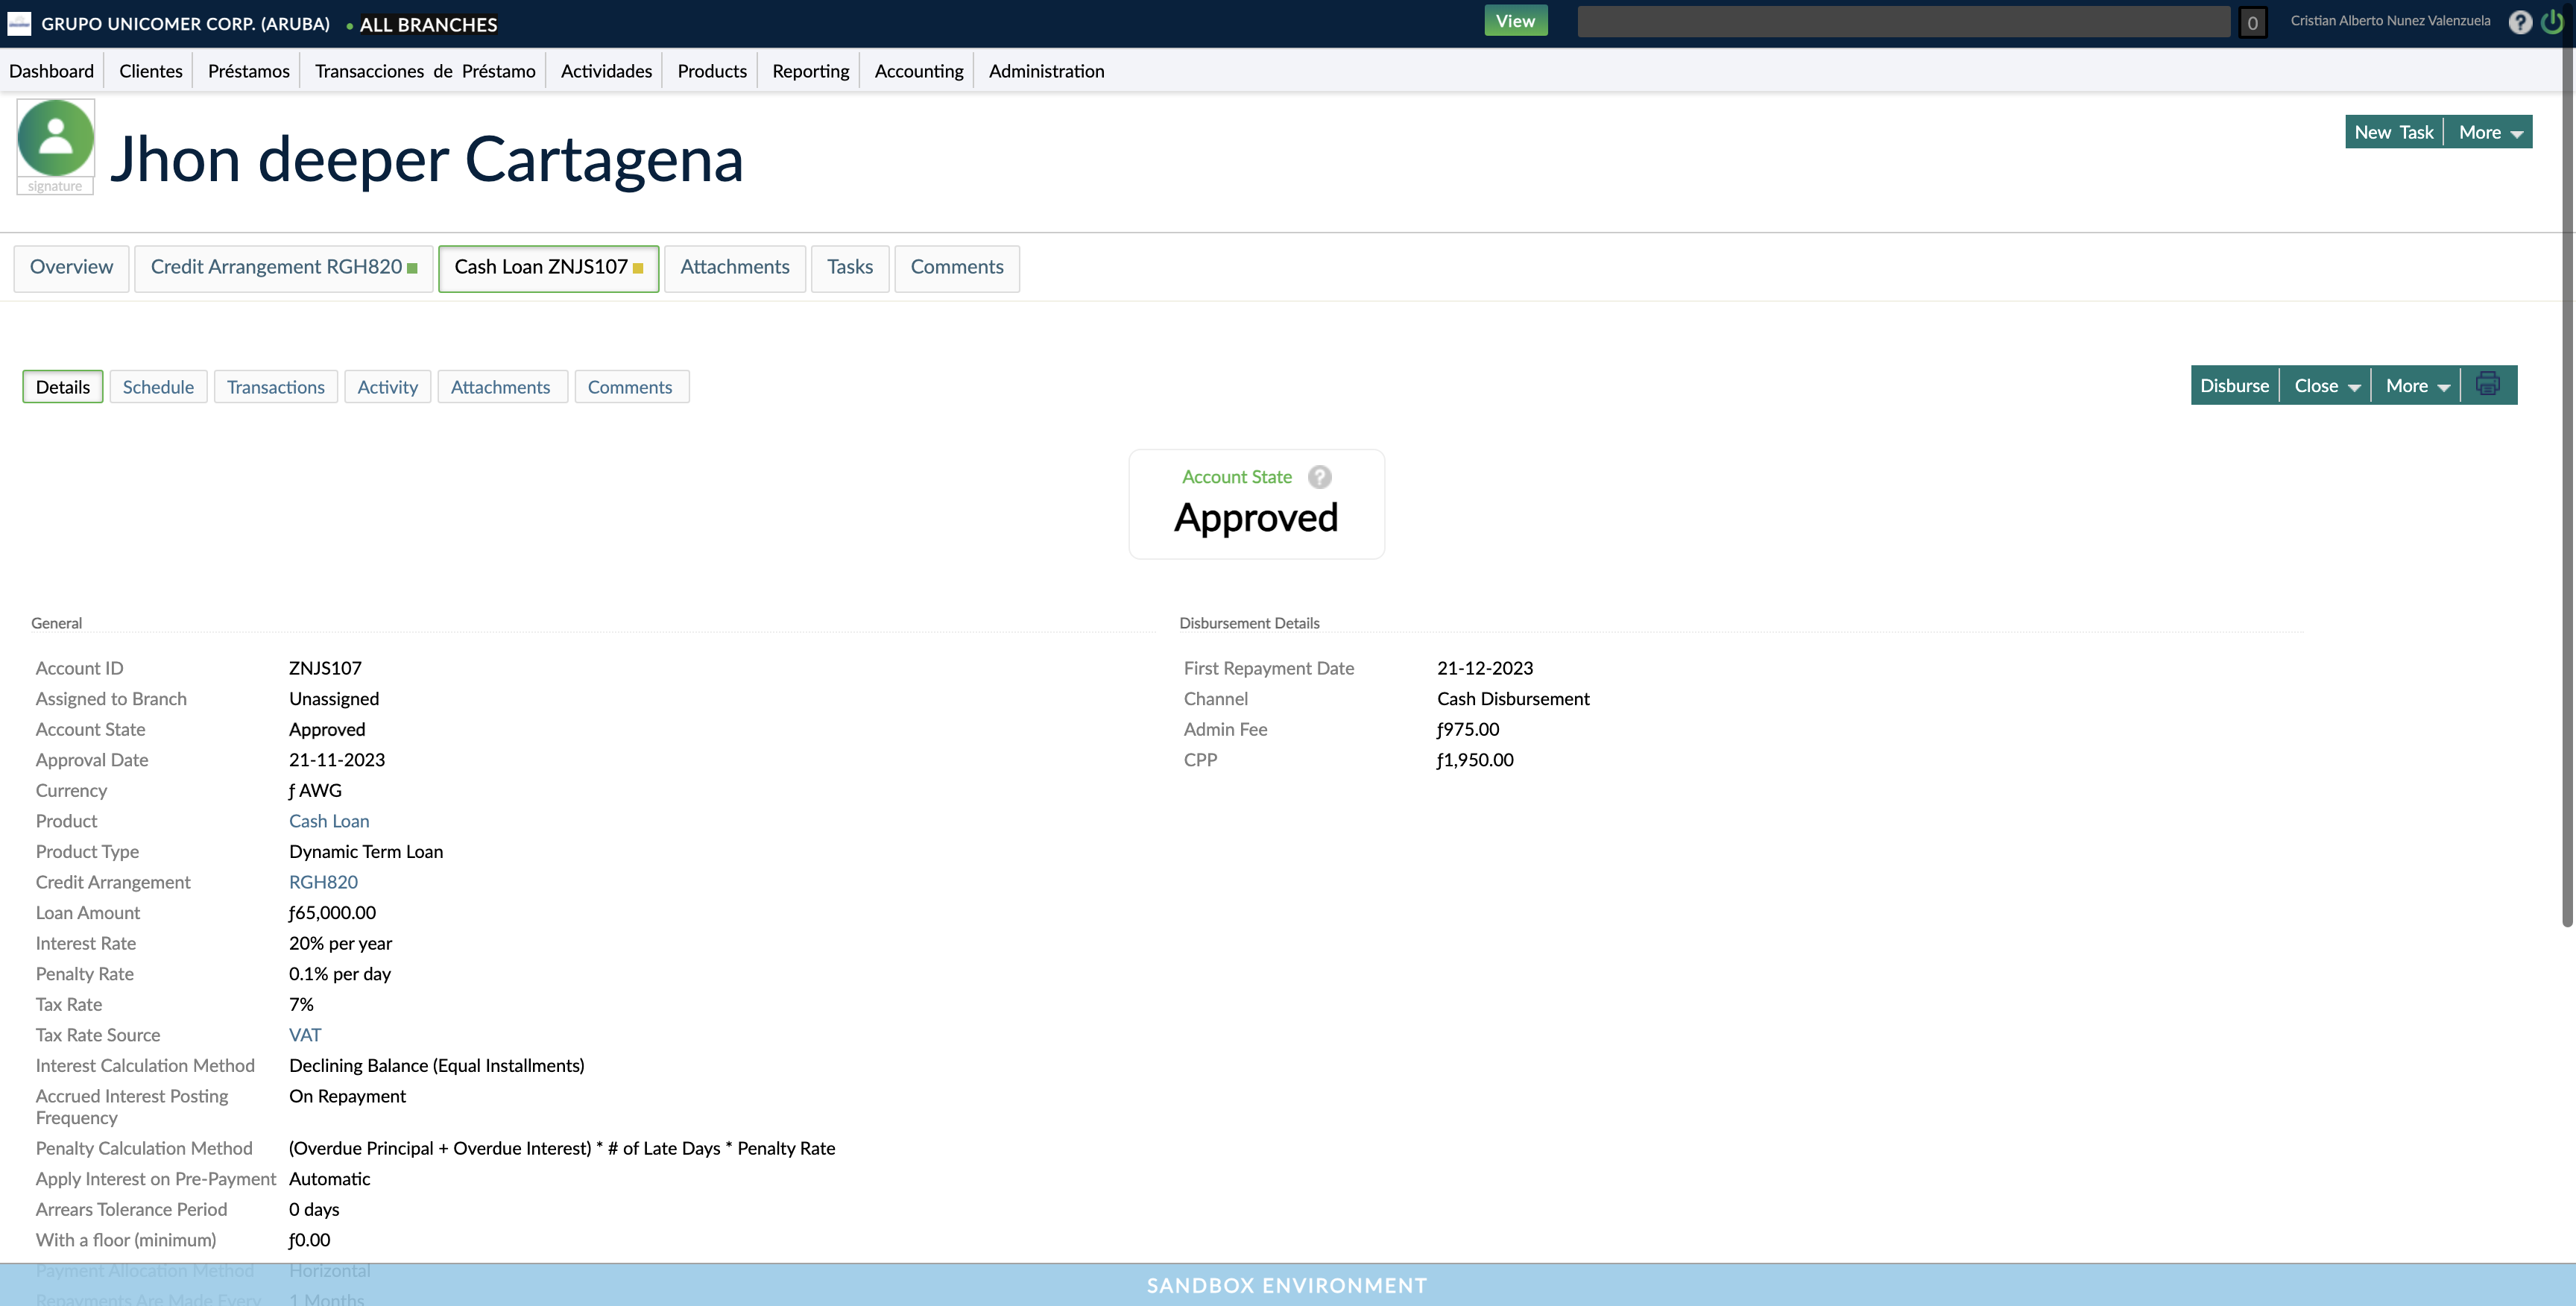 GRUPO UNICOMER CORP. (ARUBA) • ALL BRANCHES View 0 Cristian Alberto Nunez Valenzuela ?
Dashboard Clientes Préstamos Transacciones de Préstamo Actividades Products Reporting Accounting Administration
signature
Jhon deeper Cartagena
New Task More
Overview Credit Arrangement RGH820 Cash Loan ZNJS107 Attachments Tasks Comments
Details Schedule Transactions Activity Attachments Comments
Disburse Close More
Account State ?
Approved
General
Account ID ZNJS107
Assigned to Branch Unassigned
Account State Approved
Approval Date 21-11-2023
Currency ƒ AWG
Product Cash Loan
Product Type Dynamic Term Loan
Credit Arrangement RGH820
Loan Amount ƒ65,000.00
Interest Rate 20% per year
Penalty Rate 0.1% per day
Tax Rate 7%
Tax Rate Source VAT
Interest Calculation Method Declining Balance (Equal Installments)
Accrued Interest Posting
Frequency On Repayment
Penalty Calculation Method (Overdue Principal + Overdue Interest) * # of Late Days * Penalty Rate
Apply Interest on Pre-Payment Automatic
Arrears Tolerance Period 0 days
With a floor (minimum) ƒ0.00
Payment Allocation Method Horizontal
Repayments Are Made Every 1 Months
Disbursement Details
First Repayment Date 21-12-2023
Channel Cash Disbursement
Admin Fee ƒ975.00
CPP ƒ1,950.00
SANDBOX ENVIRONMENT